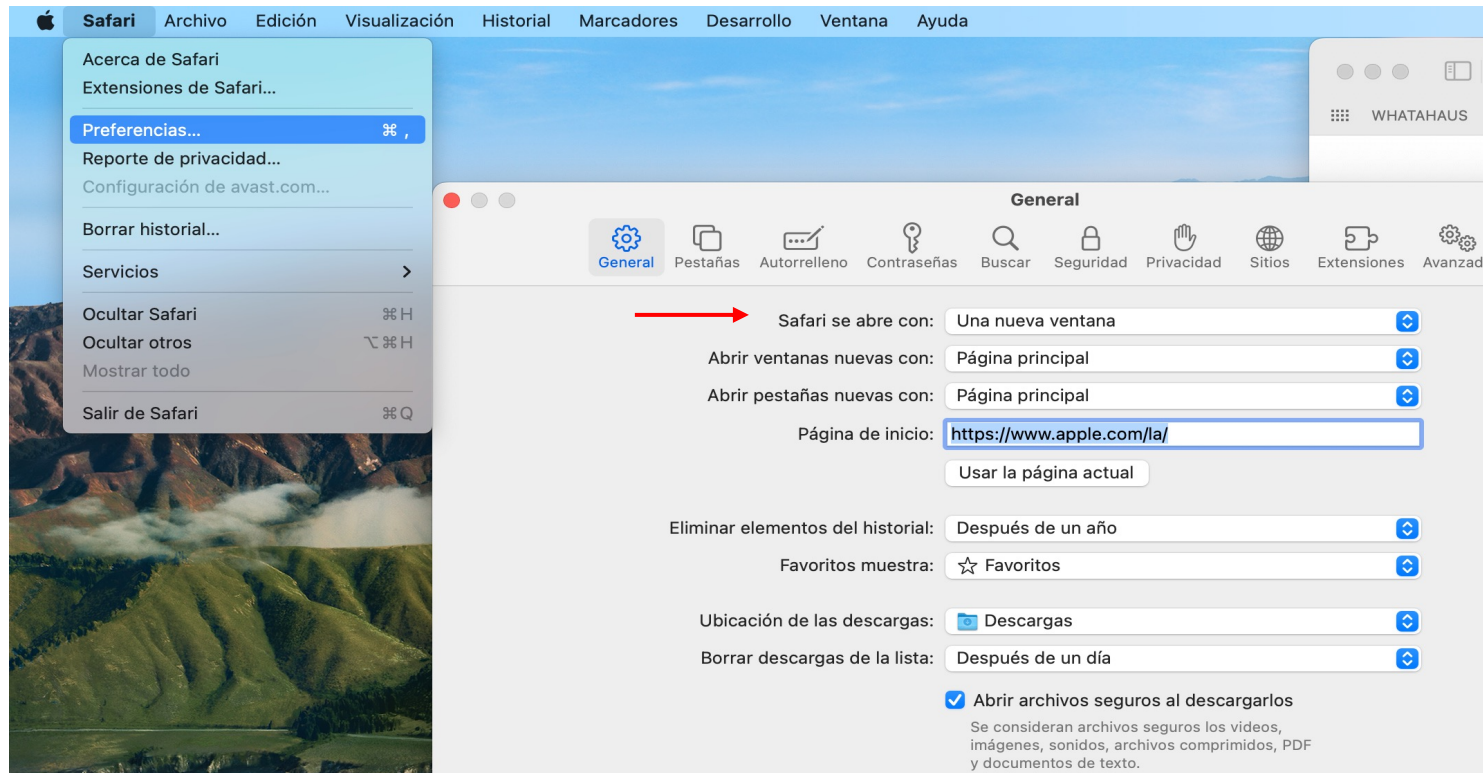 Safari Archivo Edición Visualización Historial Marcadores Desarrollo Ventana Ayuda
Acerca de Safari
Extensiones de Safari...
Preferencias... ⌘ ,
Reporte de privacidad...
Configuración de avast.com...
Borrar historial...
Servicios
Ocultar Safari ⌘H
Ocultar otros ⌥⌘H
Mostrar todo
Salir de Safari ⌘Q
WHATAHAUS
General
General Pestañas Autorrelleno Contraseñas Buscar Seguridad Privacidad Sitios Extensiones Avanzad
Safari se abre con: Una nueva ventana
Abrir ventanas nuevas con: Página principal
Abrir pestañas nuevas con: Página principal
Página de inicio: https://www.apple.com/la/
Usar la página actual
Eliminar elementos del historial: Después de un año
Favoritos muestra: Favoritos
Ubicación de las descargas: Descargas
Borrar descargas de la lista: Después de un día
Abrir archivos seguros al descargarlos
Se consideran archivos seguros los videos,
imágenes, sonidos, archivos comprimidos, PDF
y documentos de texto.